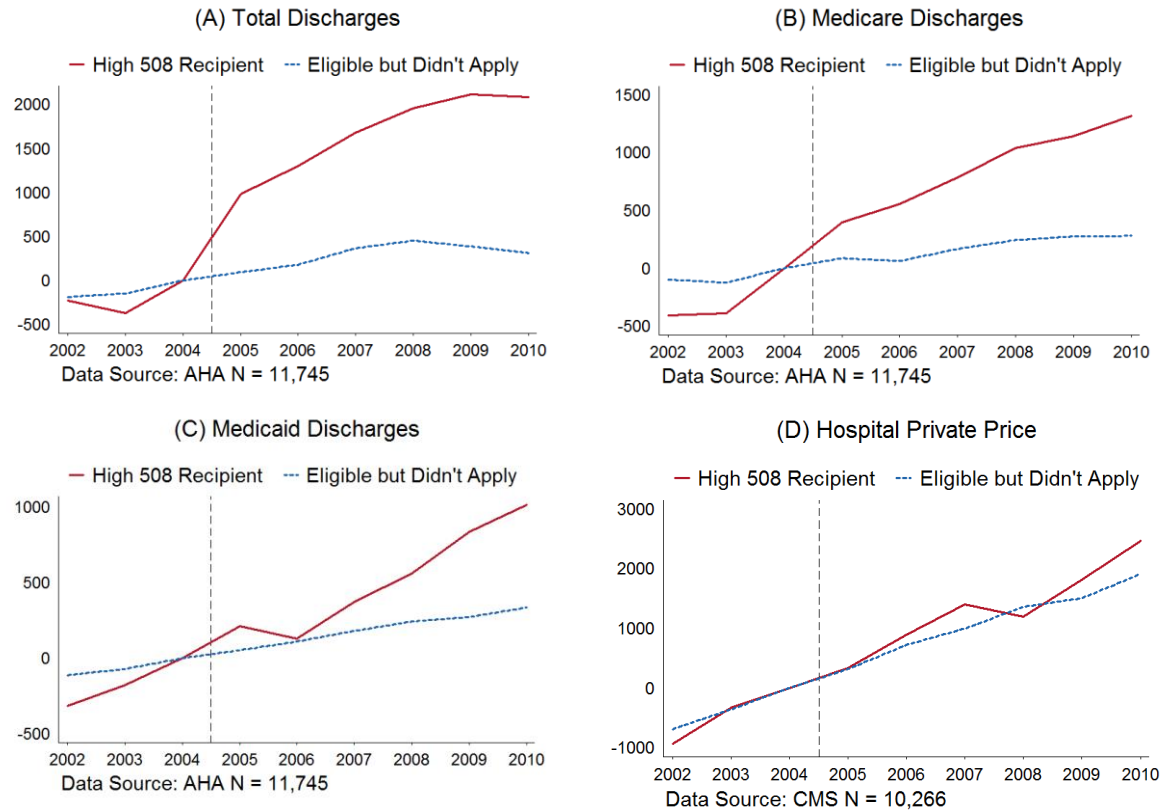 (A) Total Discharges
High 508 Recipient Eligible but Didn't Apply
2000
1500
1000
500
0
-500
2002 2003 2004 2005 2006 2007 2008 2009 2010
Data Source: AHA N = 11,745
(B) Medicare Discharges
High 508 Recipient Eligible but Didn't Apply
1500
1000
500
0
-500
2002 2003 2004 2005 2006 2007 2008 2009 2010
Data Source: AHA N = 11,745
(C) Medicaid Discharges
High 508 Recipient Eligible but Didn't Apply
1000
500
0
-500
2002 2003 2004 2005 2006 2007 2008 2009 2010
Data Source: AHA N = 11,745
(D) Hospital Private Price
High 508 Recipient Eligible but Didn't Apply
3000
2000
1000
0
-1000
2002 2003 2004 2005 2006 2007 2008 2009 2010
Data Source: CMS N = 10,266